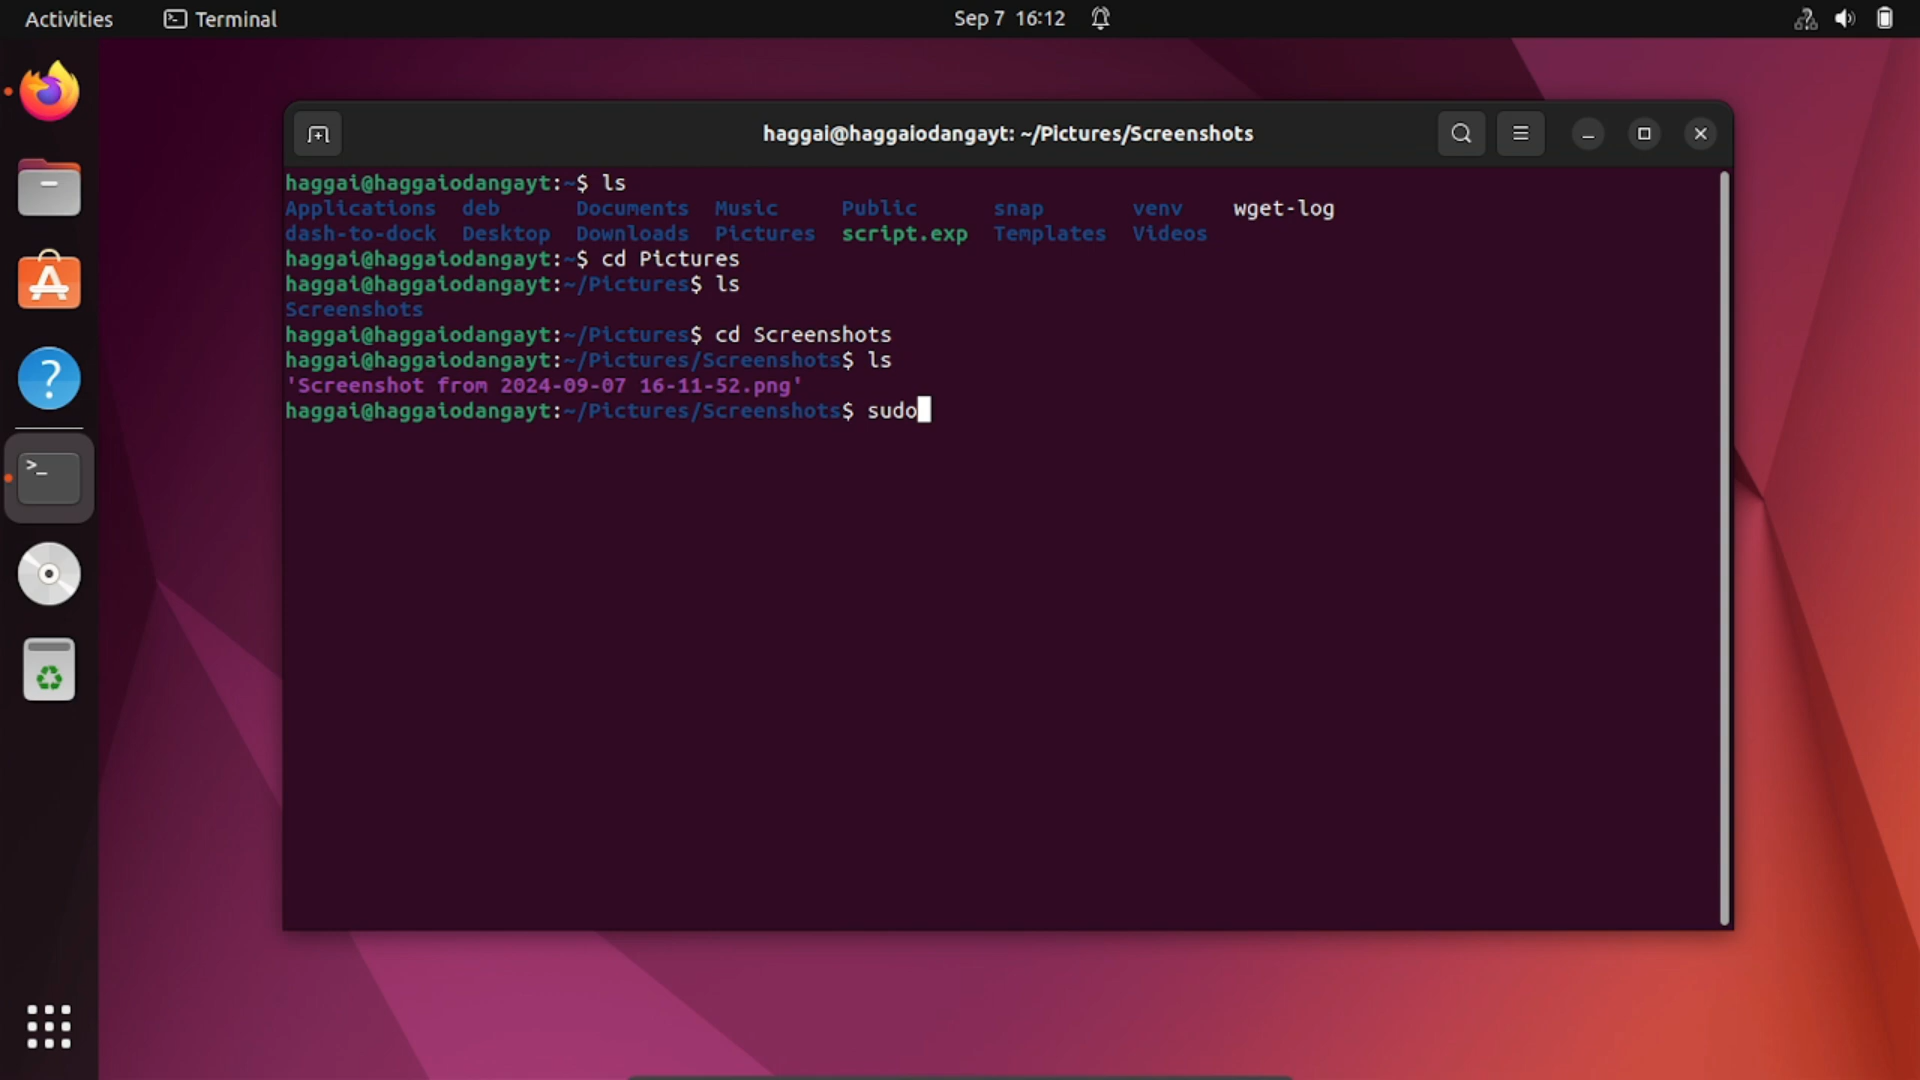 Activities Terminal Sep 7 16:12
haggai@haggaiodangayt: ~/Pictures/Screenshots
haggai@haggaiodangayt:~$ ls
Applications deb Documents Music Public snap venv wget-log
dash-to-dock Desktop Downloads Pictures script.exp Templates Videos
haggai@haggaiodangayt:~$ cd Pictures
haggai@haggaiodangayt:~/Pictures$ ls
Screenshots
haggai@haggaiodangayt:~/Pictures$ cd Screenshots
haggai@haggaiodangayt:~/Pictures/Screenshots$ ls
'Screenshot from 2024-09-07 16-11-52.png'
haggai@haggaiodangayt:~/Pictures/Screenshots$ sudo